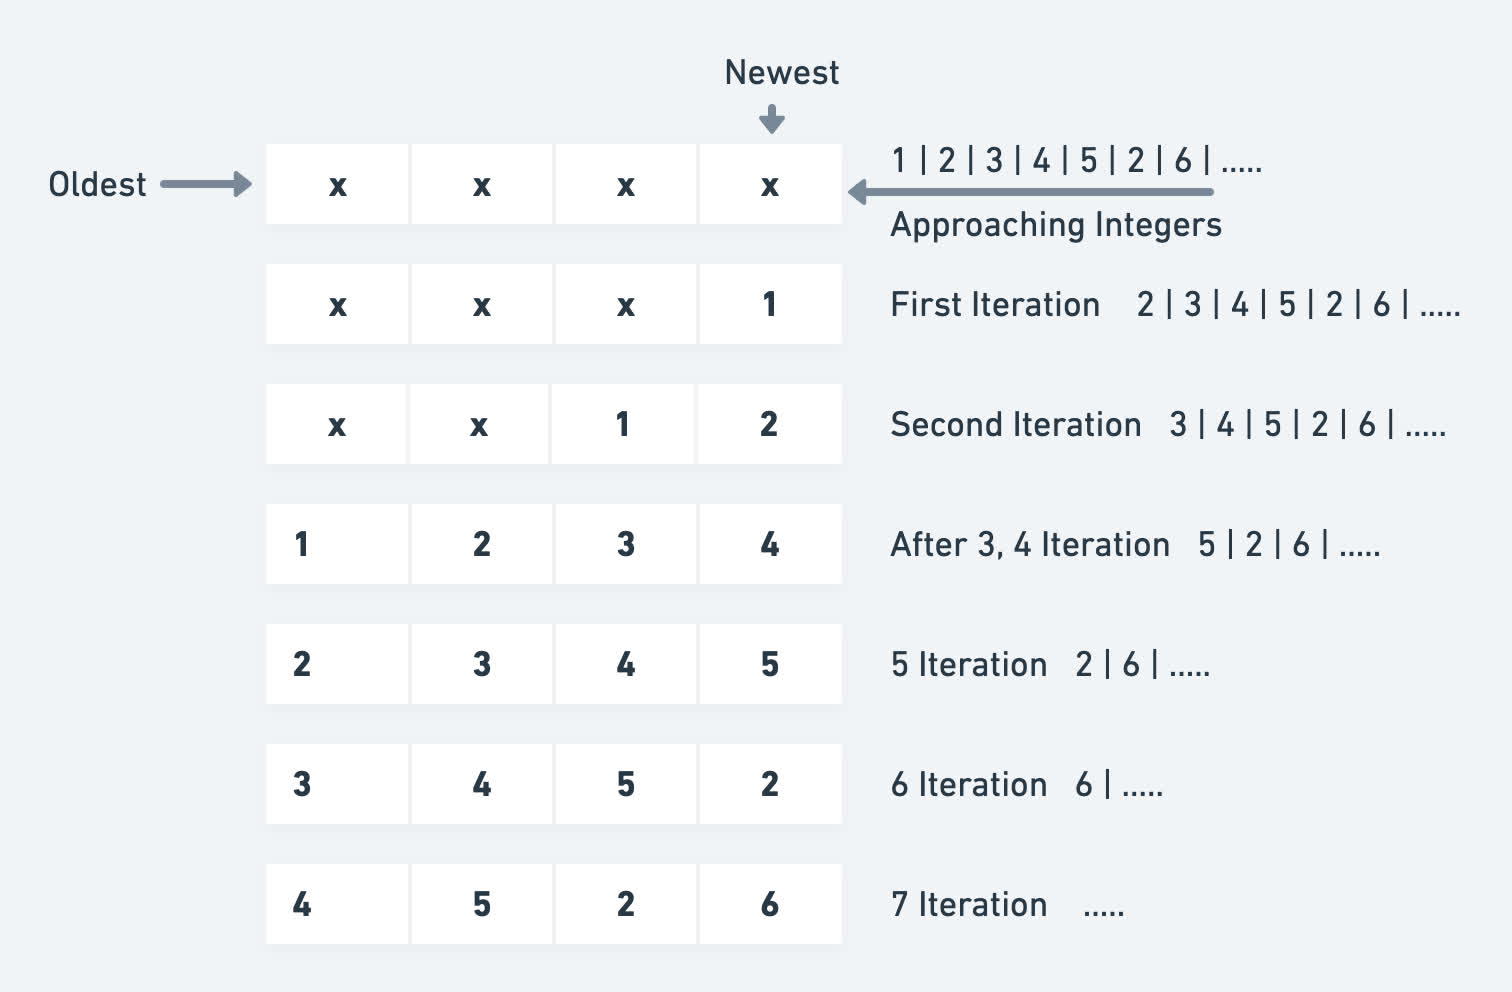 Newest
Oldest x x x x 1 | 2 | 3 | 4 | 5 | 2 | 6 | .....
Approaching Integers
x x x 1 First Iteration 2 | 3 | 4 | 5 | 2 | 6 | .....
x x 1 2 Second Iteration 3 | 4 | 5 | 2 | 6 | .....
1 2 3 4 After 3, 4 Iteration 5 | 2 | 6 | .....
2 3 4 5 5 Iteration 2 | 6 | .....
3 4 5 2 6 Iteration 6 | .....
4 5 2 6 7 Iteration .....